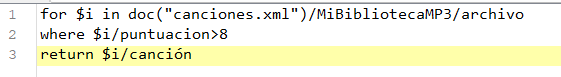 1 for $i in doc("canciones.xml")/MiBibliotecaMP3/archivo
2 where $i/puntuacion>8
3 return $i/canción